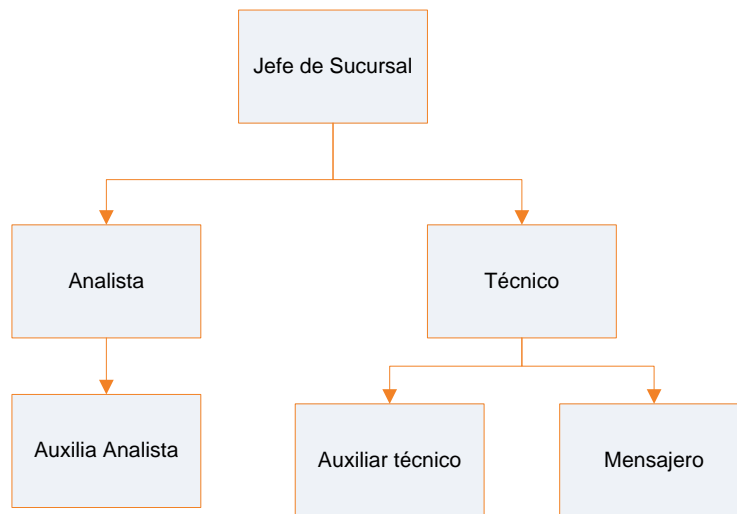 Jefe de Sucursal
Analista
Técnico
Auxilia Analista
Auxiliar técnico
Mensajero